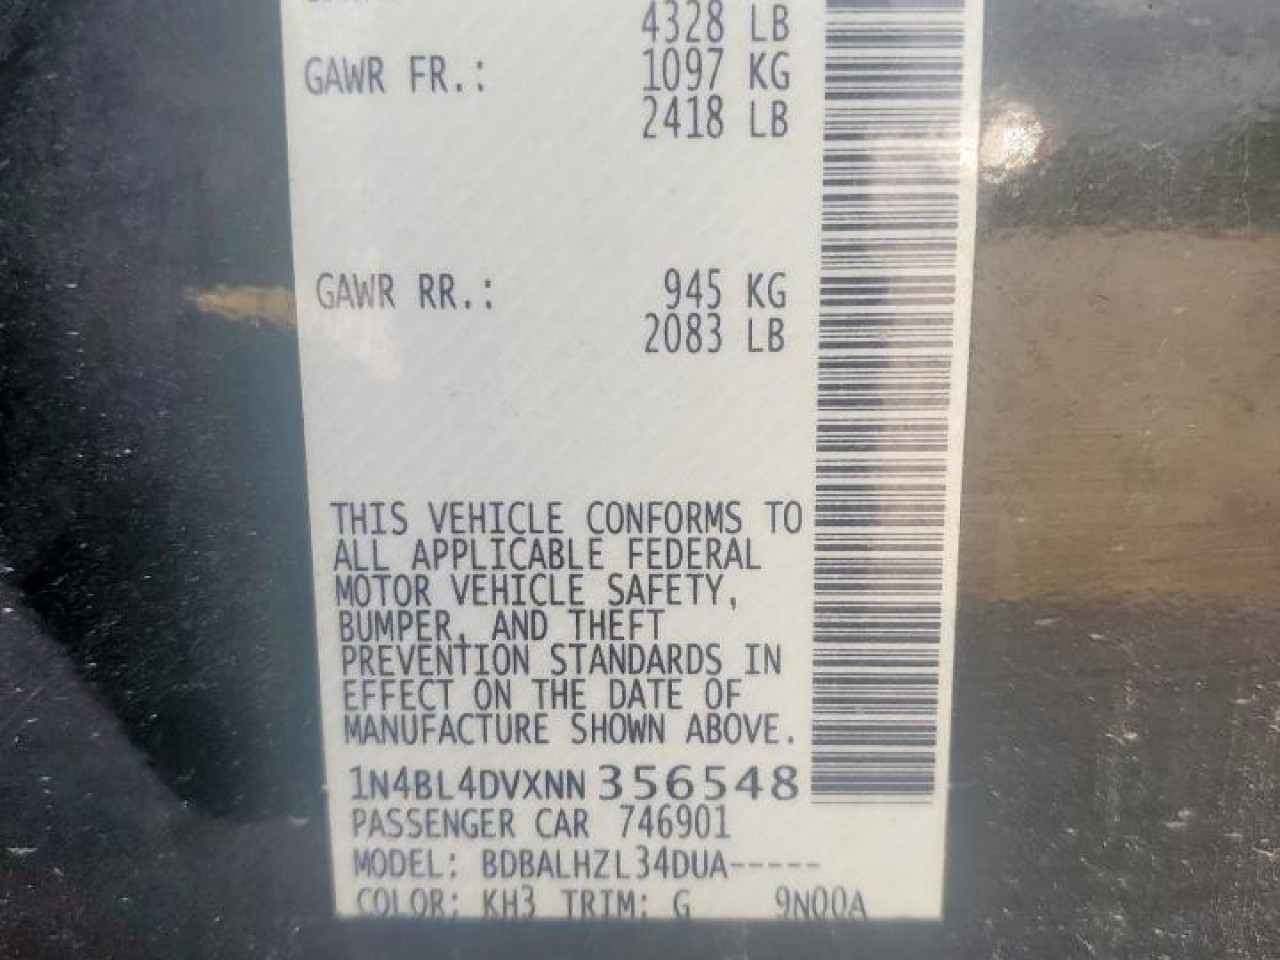 4328 LB
GAWR FR.: 1097 KG
2418 LB
GAWR RR.: 945 KG
2083 LB
THIS VEHICLE CONFORMS TO
ALL APPLICABLE FEDERAL
MOTOR VEHICLE SAFETY,
BUMPER, AND THEFT
PREVENTION STANDARDS IN
EFFECT ON THE DATE OF
MANUFACTURE SHOWN ABOVE.
1N4BL4DVXNN 356548
PASSENGER CAR 746901
MODEL: BDBALHZL34DUA-----
COLOR: KH3 TRIM: G 9N00A